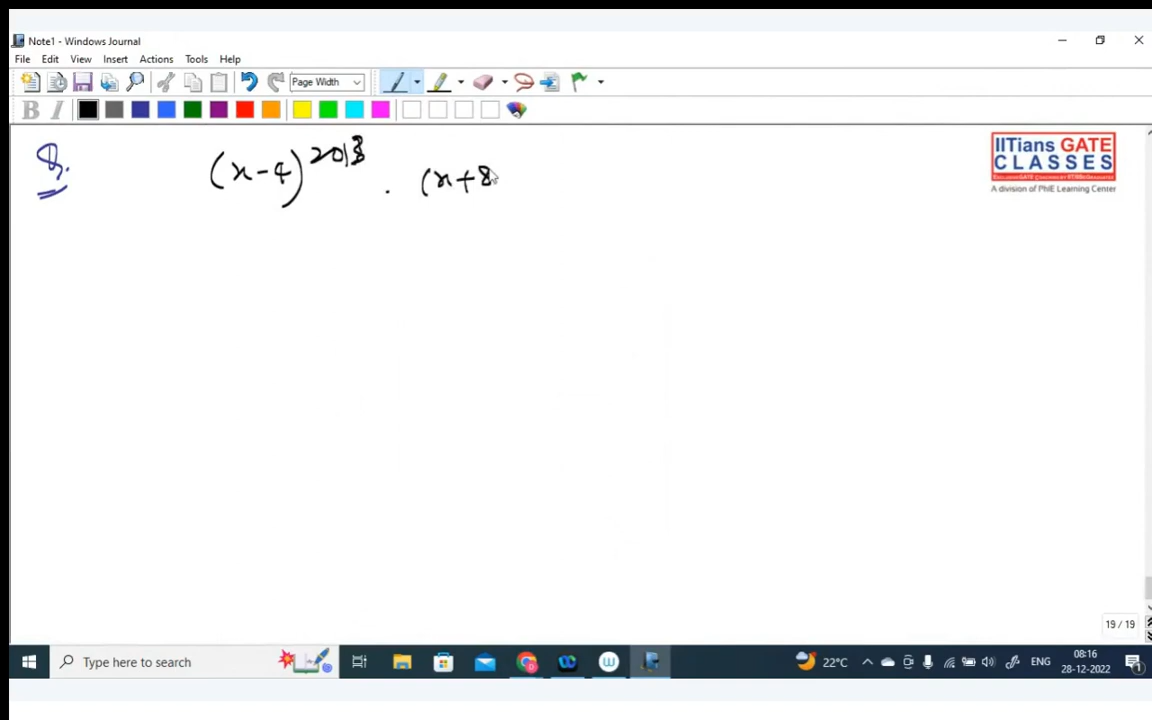 Note1 - Windows Journal
File Edit View Insert Actions Tools Help
Page Width
B I
Q. (x-4)^2013 . (x+8
IITians GATE
CLASSES
A division of PhIE Learning Center
19 / 19
Type here to search
22°C ENG 08:16
28-12-2022
1